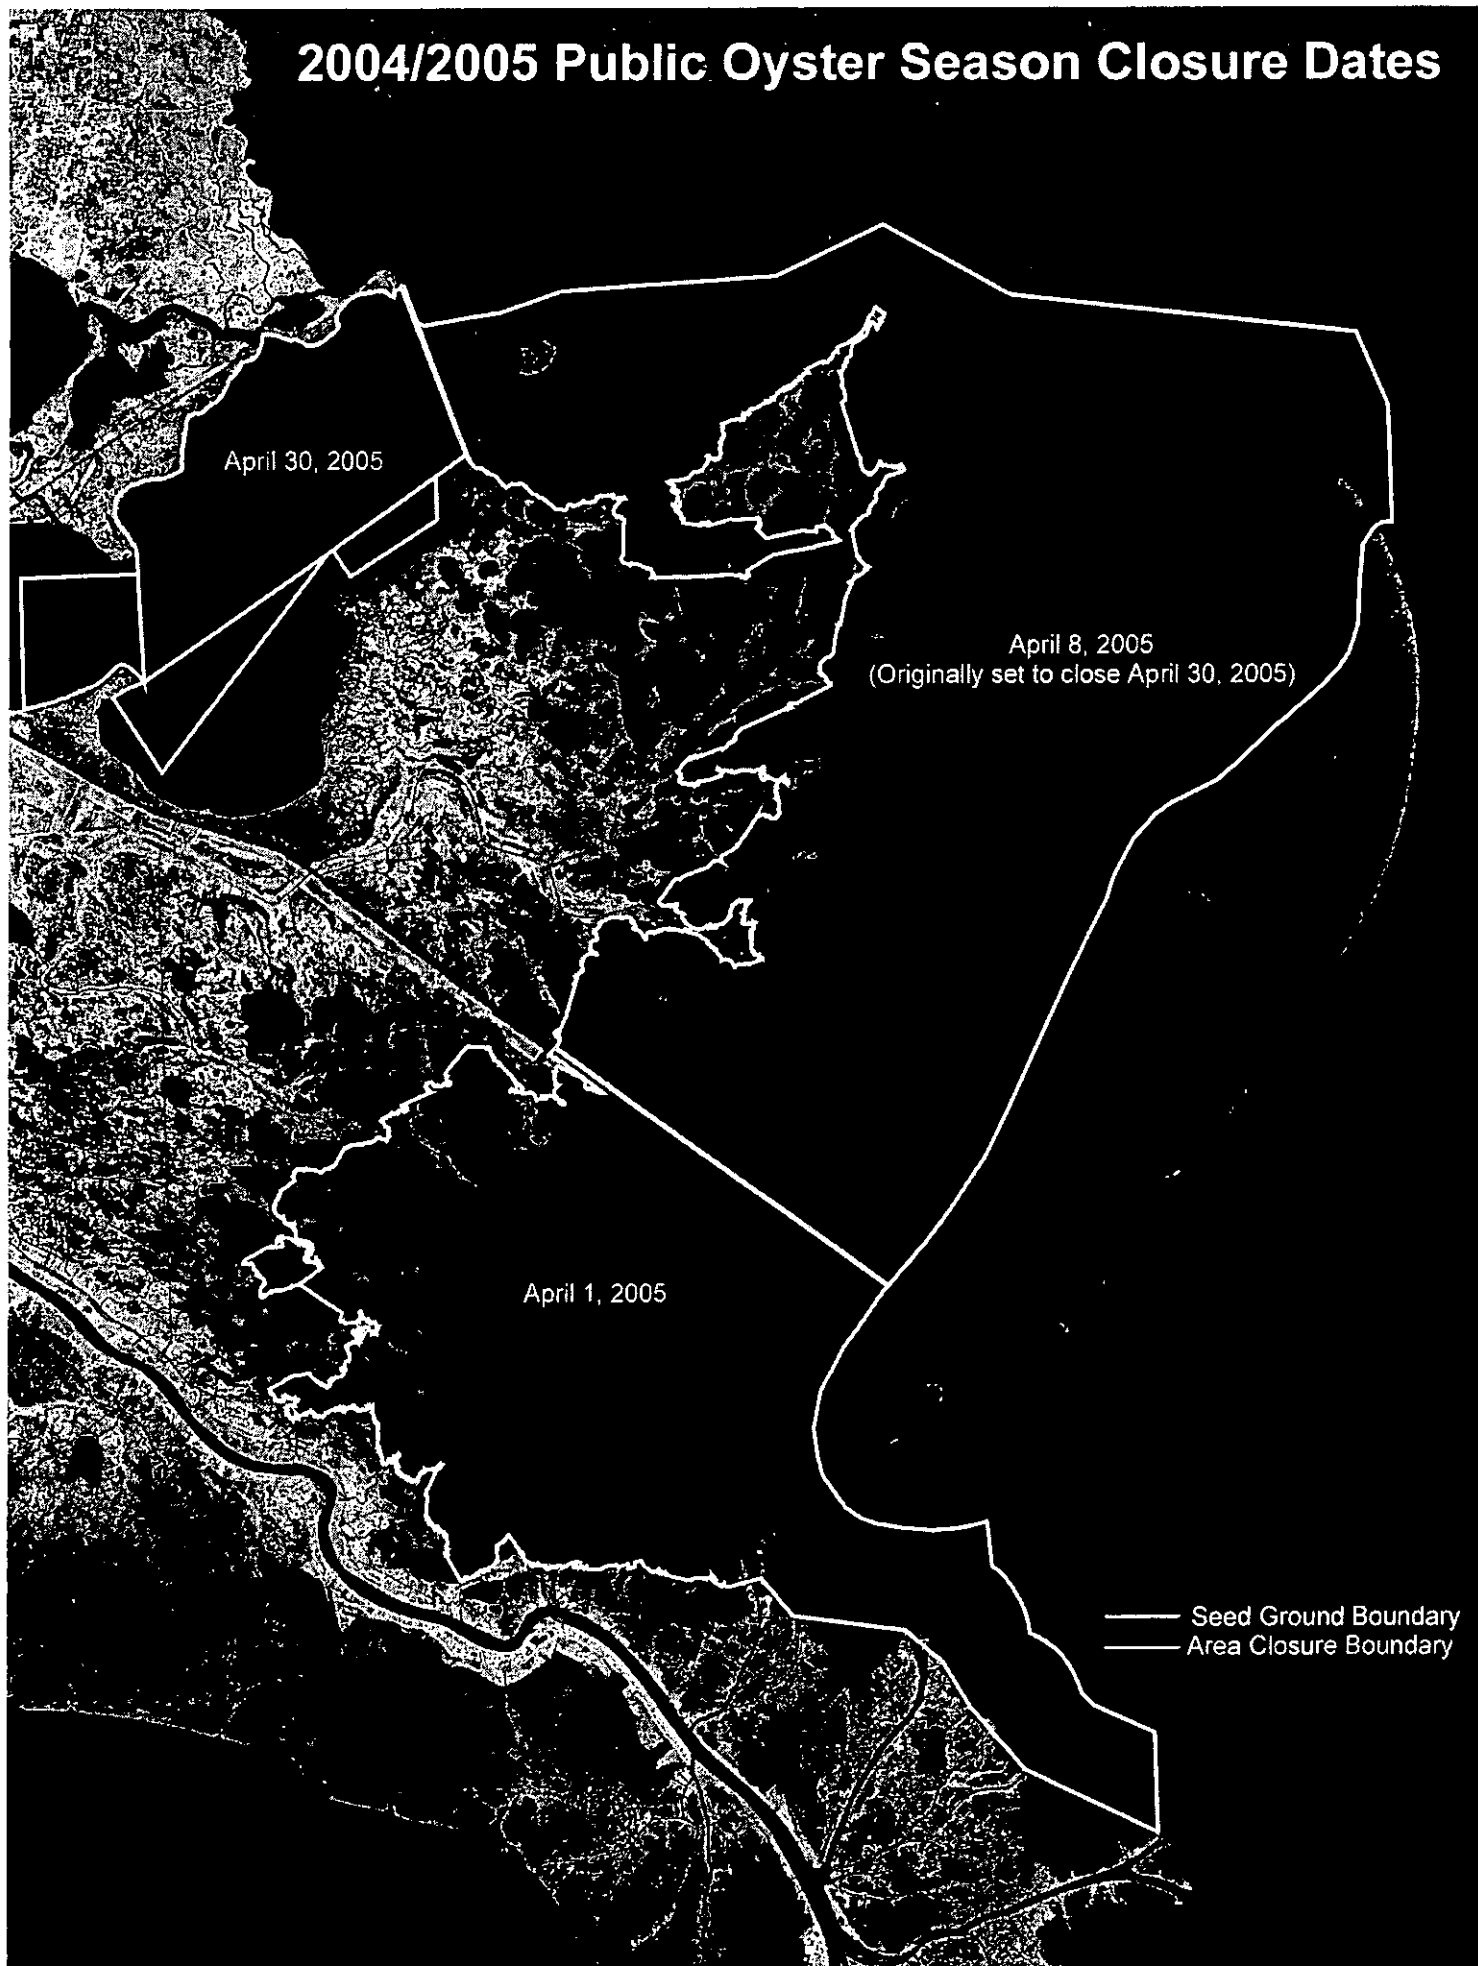 2004/2005 Public Oyster Season Closure Dates
April 30, 2005
April 8, 2005
(Originally set to close April 30, 2005)
April 1, 2005
Seed Ground Boundary
Area Closure Boundary